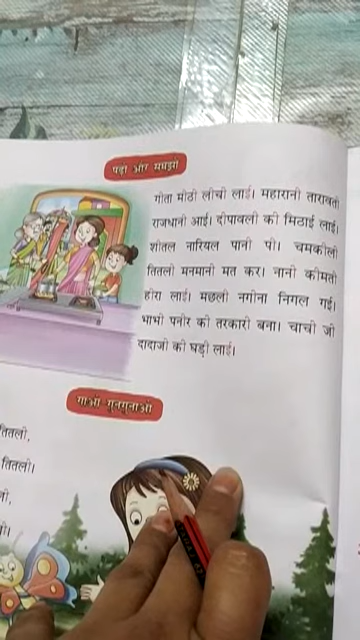 पढ़ो और समझो
गीता मीठी लीची लाई। महारानी तारावती
राजधानी आई। दीपावली की मिठाई लाई।
शीतल नारियल पानी पी। चमकीली
तितली मनमानी मत कर। नानी कीमती
हीरा लाई। मछली नगीना निगल गई।
भाभी पनीर की तरकारी बना। चाची जी
दादाजी की घड़ी लाई।
गाओ गुनगुनाओ
तितली,
तितली।